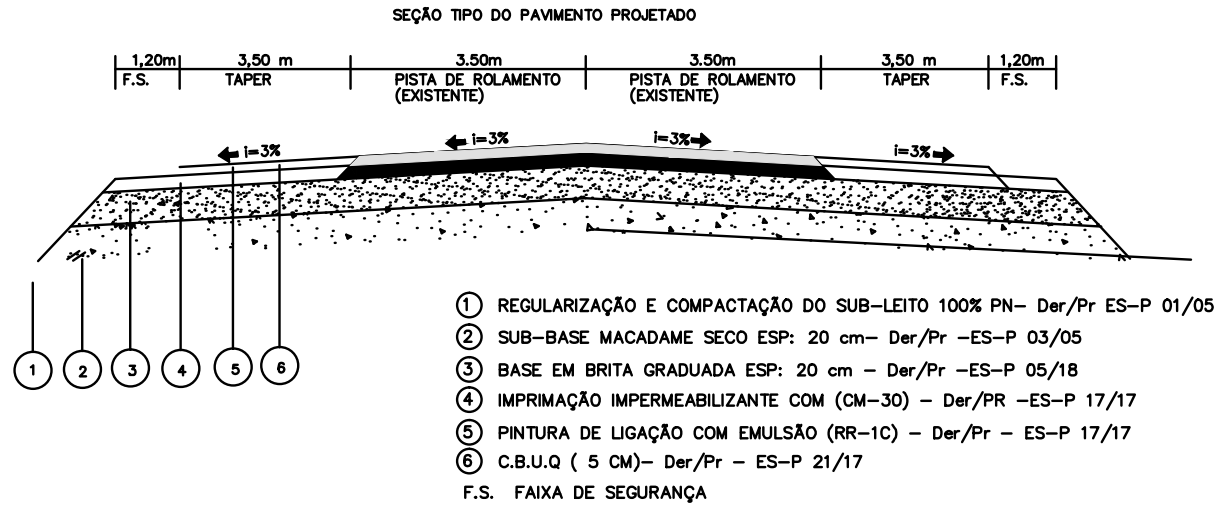 SEÇÃO TIPO DO PAVIMENTO PROJETADO
1,20m 3,50 m 3.50m 3.50m 3,50 m 1,20m
F.S. TAPER PISTA DE ROLAMENTO (EXISTENTE) PISTA DE ROLAMENTO (EXISTENTE) TAPER F.S.
i=3% i=3% i=3% i=3%
1 2 3 4 5 6
1 REGULARIZAÇÃO E COMPACTAÇÃO DO SUB-LEITO 100% PN- Der/Pr ES-P 01/05
2 SUB-BASE MACADAME SECO ESP: 20 cm- Der/Pr -ES-P 03/05
3 BASE EM BRITA GRADUADA ESP: 20 cm - Der/Pr -ES-P 05/18
4 IMPRIMAÇÃO IMPERMEABILIZANTE COM (CM-30) - Der/PR -ES-P 17/17
5 PINTURA DE LIGAÇÃO COM EMULSÃO (RR-1C) - Der/Pr - ES-P 17/17
6 C.B.U.Q ( 5 CM)- Der/Pr - ES-P 21/17
F.S. FAIXA DE SEGURANÇA